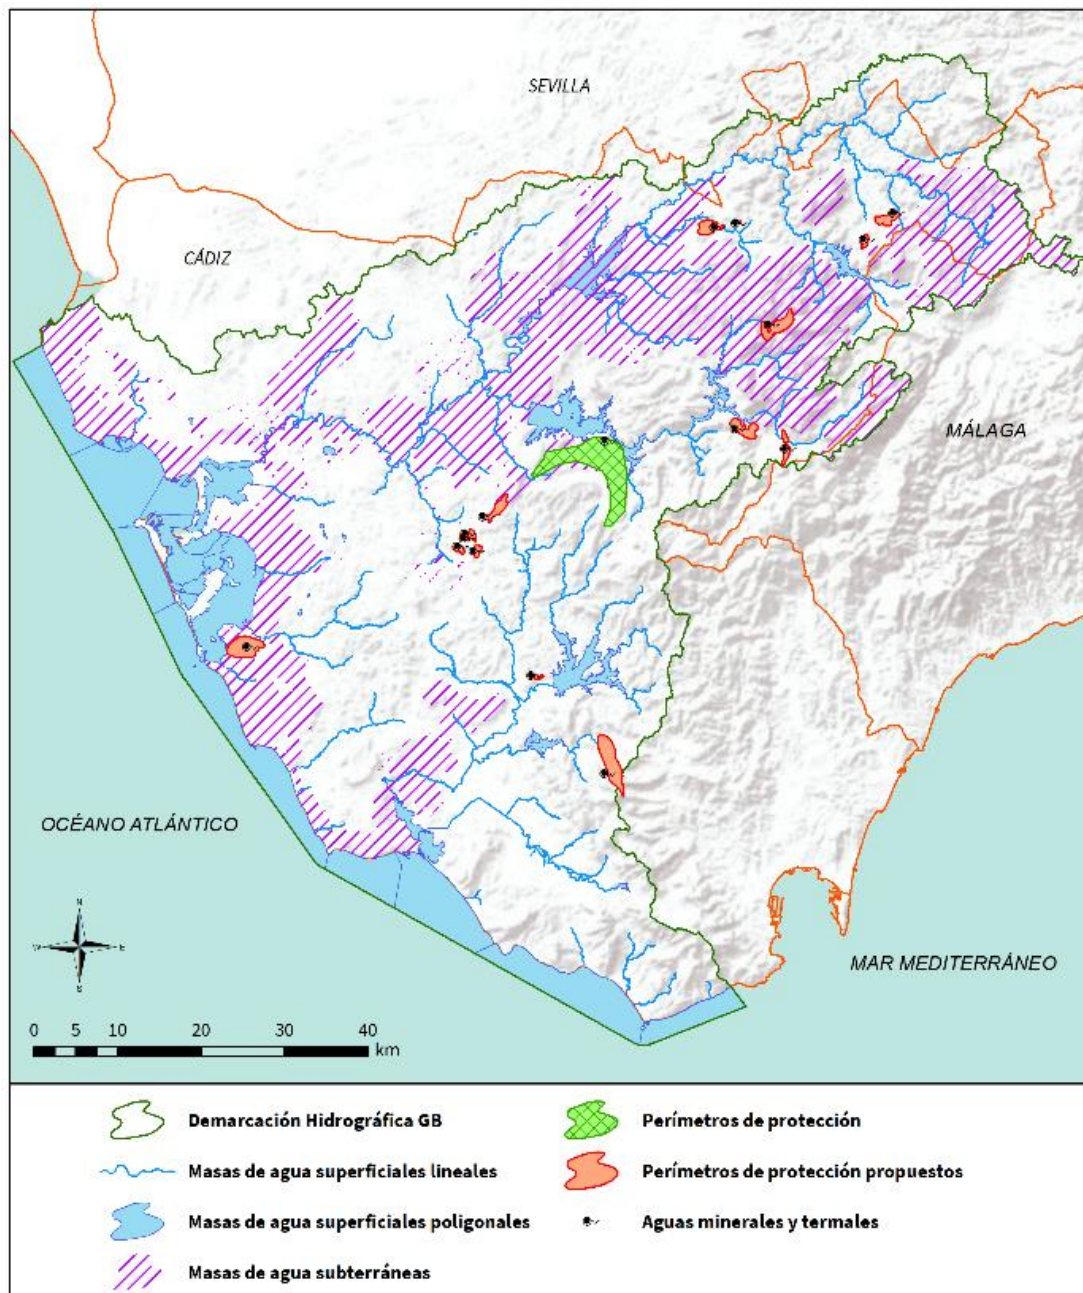 SEVILLA
CÁDIZ
MÁLAGA
OCÉANO ATLÁNTICO
MAR MEDITERRÁNEO
N
W E
S
0 5 10 20 30 40
km
Demarcación Hidrográfica GB
Masas de agua superficiales lineales
Masas de agua superficiales poligonales
Masas de agua subterráneas
Perímetros de protección
Perímetros de protección propuestos
Aguas minerales y termales